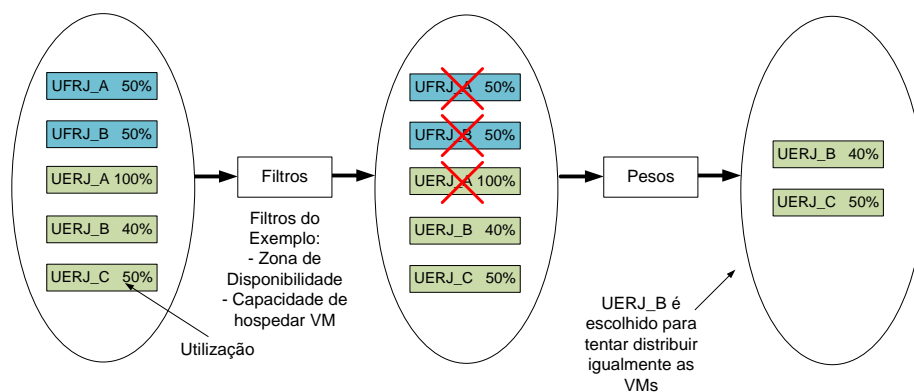 UFRJ_A 50%
UFRJ_B 50%
UERJ_A 100%
UERJ_B 40%
UERJ_C 50%
Utilização
Filtros
Filtros do
Exemplo:
- Zona de
Disponibilidade
- Capacidade de
hospedar VM
UFRJ_A 50%
UFRJ_B 50%
UERJ_A 100%
UERJ_B 40%
UERJ_C 50%
Pesos
UERJ_B 40%
UERJ_C 50%
UERJ_B é
escolhido para
tentar distribuir
igualmente as
VMs